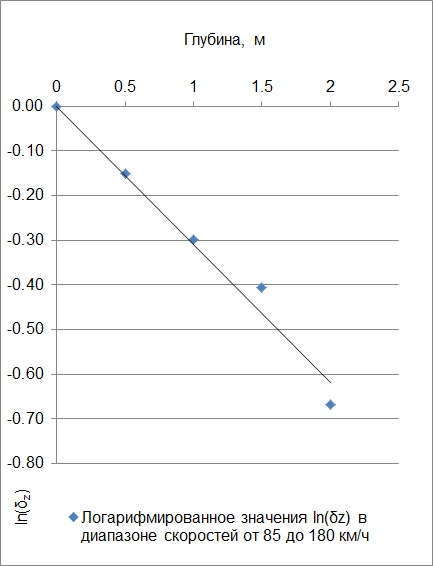 Глубина, м
0 0.5 1 1.5 2 2.5
0.00
-0.10
-0.20
-0.30
-0.40
-0.50
-0.60
-0.70
-0.80
ln(δz)
Логарифмированное значения ln(δz) в
диапазоне скоростей от 85 до 180 км/ч